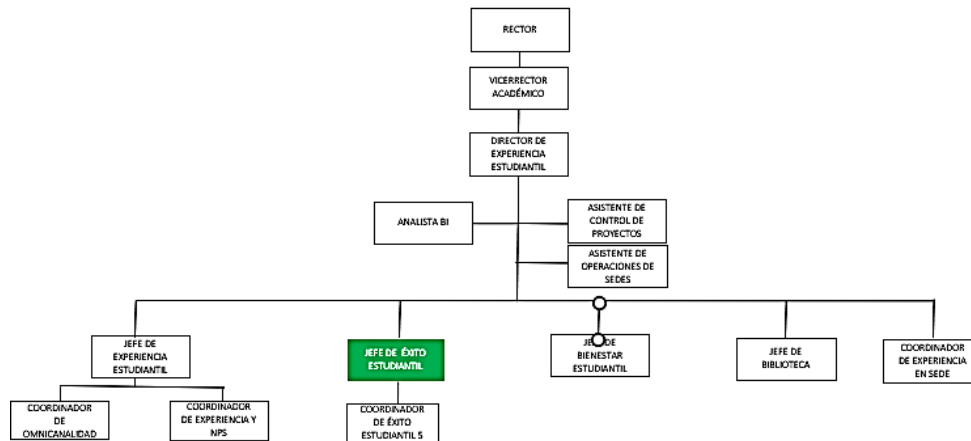 RECTOR
VICERRECTOR
ACADÉMICO
DIRECTOR DE
EXPERIENCIA
ESTUDIANTIL
ANALISTA BI
ASISTENTE DE
CONTROL DE
PROYECTOS
ASISTENTE DE
OPERACIONES DE
SEDES
JEFE DE
EXPERIENCIA
ESTUDIANTIL
JEFE DE ÉXITO
ESTUDIANTIL
JEFE DE
BIENESTAR
ESTUDIANTIL
JEFE DE
BIBLIOTECA
COORDINADOR
DE EXPERIENCIA
EN SEDE
COORDINADOR
DE
OMNICANALIDAD
COORDINADOR
DE EXPERIENCIA Y
NPS
COORDINADOR
DE ÉXITO
ESTUDIANTIL 5